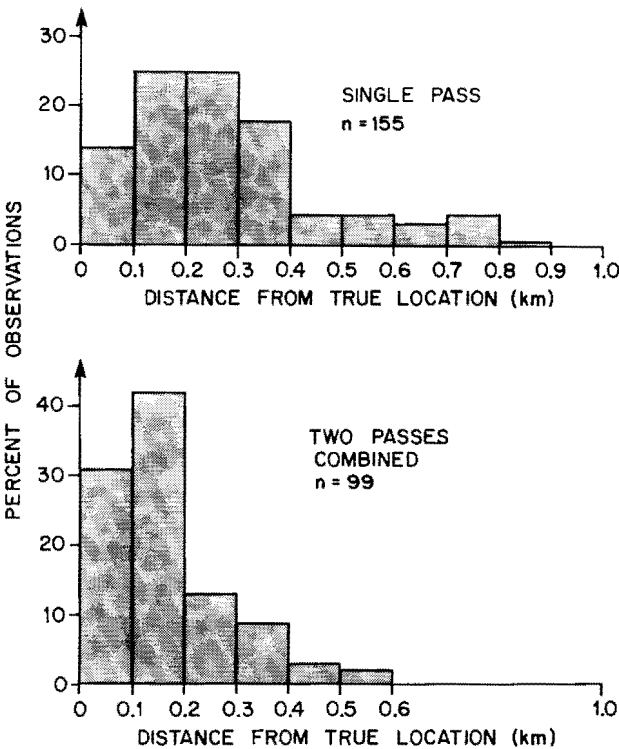 PERCENT OF OBSERVATIONS
30
20
10
0
SINGLE PASS
n = 155
0 0.1 0.2 0.3 0.4 0.5 0.6 0.7 0.8 0.9 1.0
DISTANCE FROM TRUE LOCATION (km)
40
30
20
10
0
TWO PASSES
COMBINED
n = 99
0 0.1 0.2 0.3 0.4 0.5 0.6 1.0
DISTANCE FROM TRUE LOCATION (km)